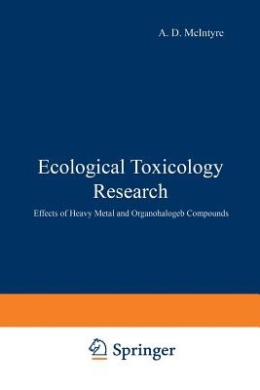 A. D. McIntyre
Ecological Toxicology
Research
Effects of Heavy Metal and Organohalogeb Compounds
Springer